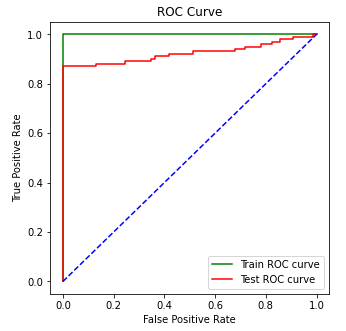 ROC Curve
True Positive Rate
1.0
0.8
0.6
0.4
0.2
0.0
Train ROC curve
Test ROC curve
0.0 0.2 0.4 0.6 0.8 1.0
False Positive Rate